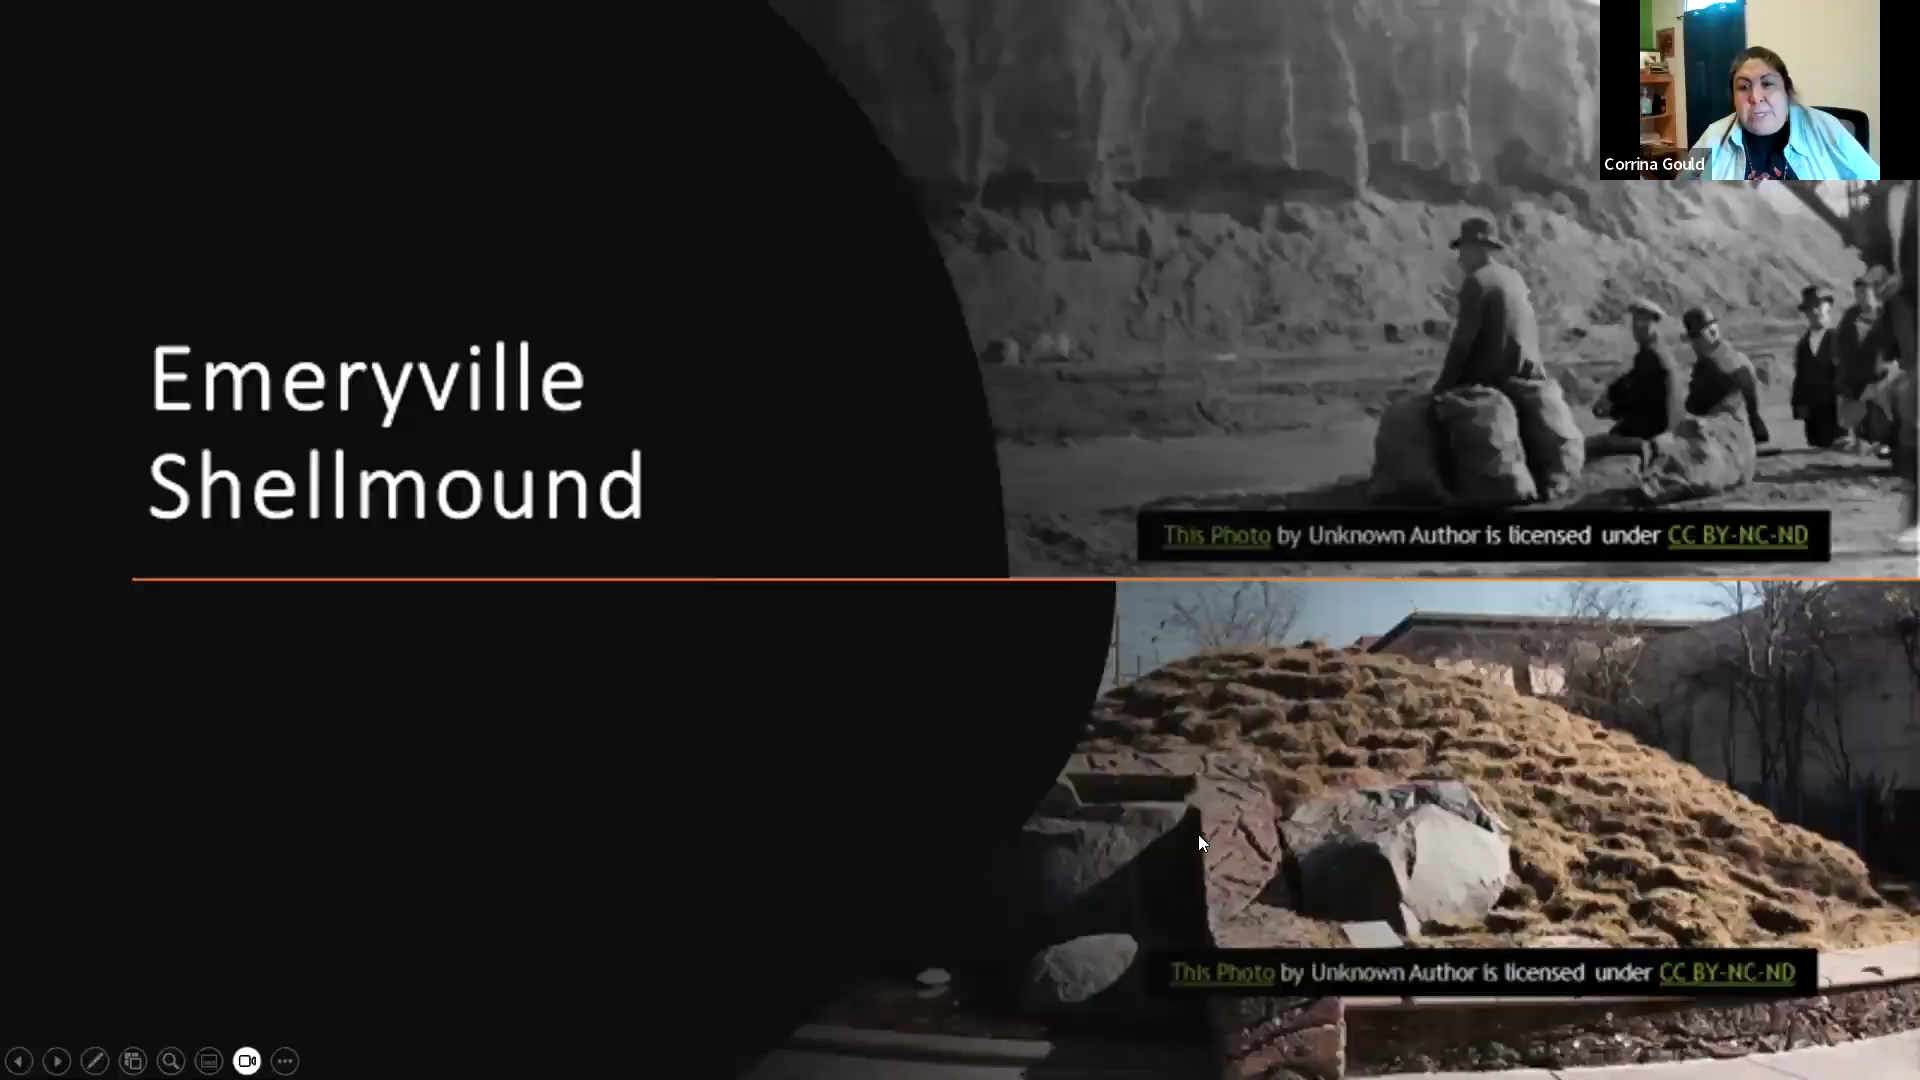 Corrina Gould
Emeryville
Shellmound
This Photo by Unknown Author is licensed under CC BY-NC-ND
This Photo by Unknown Author is licensed under CC BY-NC-ND